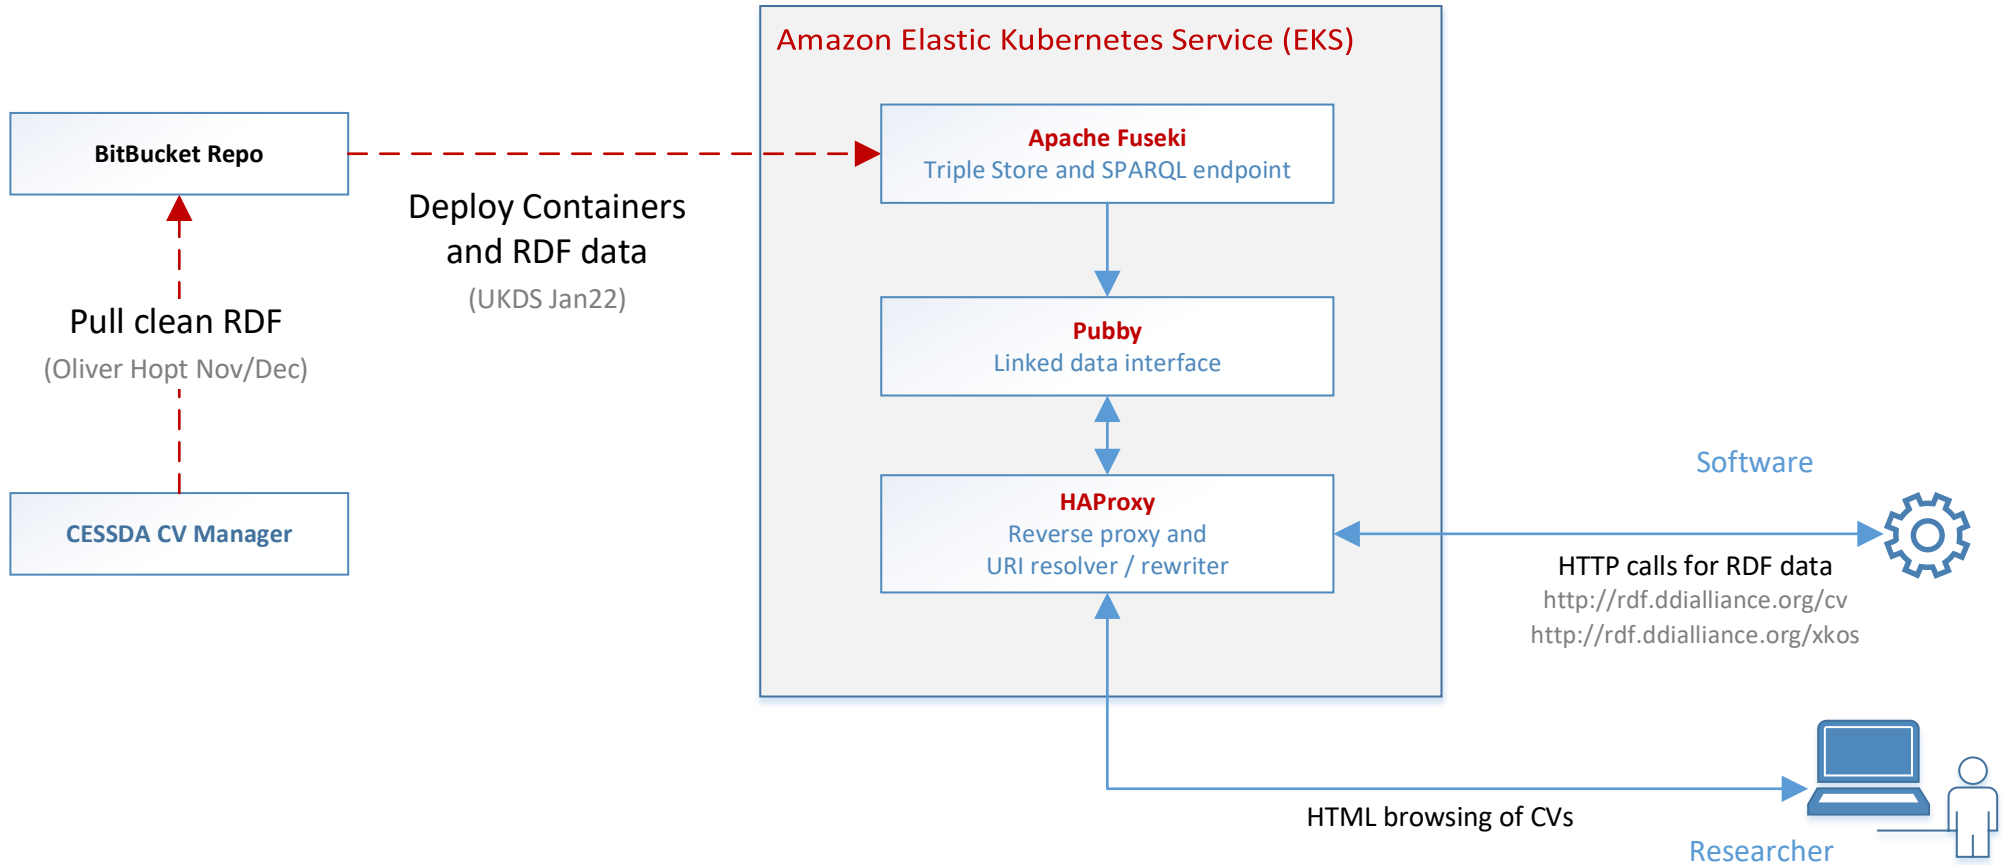 Amazon Elastic Kubernetes Service (EKS)
BitBucket Repo
Apache Fuseki
Triple Store and SPARQL endpoint
Deploy Containers
and RDF data
(UKDS Jan22)
Pull clean RDF
(Oliver Hopt Nov/Dec)
Pubby
Linked data interface
CESSDA CV Manager
HAProxy
Reverse proxy and
URI resolver / rewriter
Software
HTTP calls for RDF data
http://rdf.ddialliance.org/cv
http://rdf.ddialliance.org/xkos
HTML browsing of CVs
Researcher